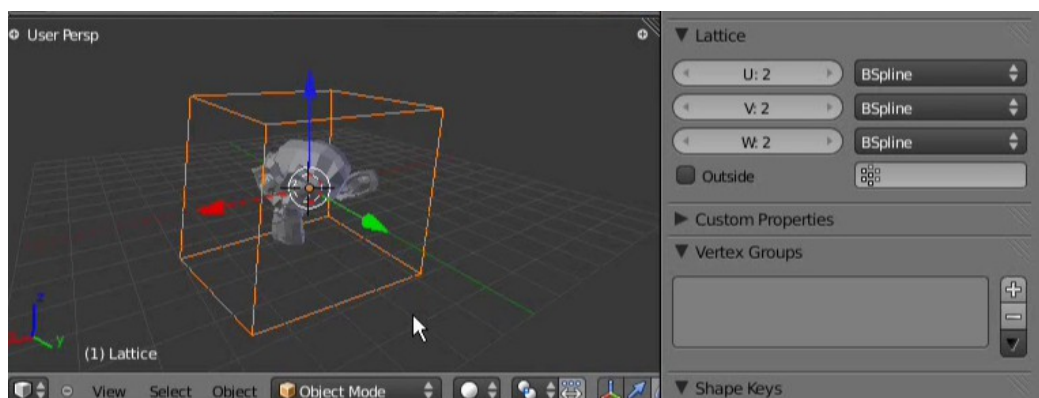 User Persp
z
y
(1) Lattice
View Select Object Object Mode
Lattice
U: 2 BSpline
V: 2 BSpline
W: 2 BSpline
Outside
Custom Properties
Vertex Groups
Shape Keys